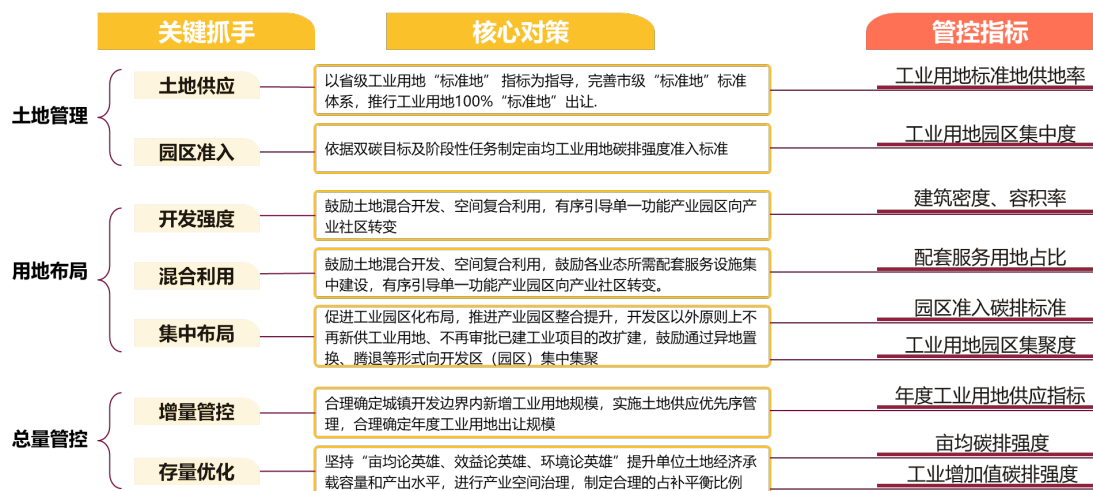 关键抓手
核心对策
管控指标
土地管理
土地供应
以省级工业用地“标准地” 指标为指导，完善市级“标准地”标准
体系，推行工业用地100%“标准地”出让.
工业用地标准地供地率
园区准入
依据双碳目标及阶段性任务制定亩均工业用地碳排强度准入标准
工业用地园区集中度
用地布局
开发强度
鼓励土地混合开发、空间复合利用，有序引导单一功能产业园区向产
业社区转变
建筑密度、容积率
混合利用
鼓励土地混合开发、空间复合利用，鼓励各业态所需配套服务设施集
中建设，有序引导单一功能产业园区向产业社区转变。
配套服务用地占比
集中布局
促进工业园区化布局，推进产业园区整合提升，开发区以外原则上不
再新供工业用地、不再审批已建工业项目的改扩建，鼓励通过异地置
换、腾退等形式向开发区（园区）集中集聚
园区准入碳排标准
工业用地园区集聚度
总量管控
增量管控
合理确定城镇开发边界内新增工业用地规模，实施土地供应优先序管
理，合理确定年度工业用地出让规模
年度工业用地供应指标
存量优化
坚持“亩均论英雄、效益论英雄、环境论英雄”提升单位土地经济承
载容量和产出水平，进行产业空间治理，制定合理的占补平衡比例
亩均碳排强度
工业增加值碳排强度